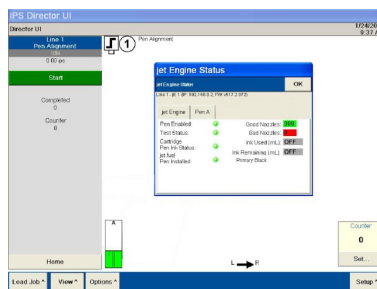 IPS Director UI
Director UI
9:37 A
Line 1
Pen Alignment
Idle
0.00 ps
Start
Completed
0
Counter
0
Home
1
Pen Alignment
jet Engine Status
jet Engine Status
OK
jet Engine
Pen A
Pen Enabled:
Test Status:
Cartridge
Pen Ink Status:
jet.fuel
Pen Installed:
Good Nozzles:
Bad Nozzles:
Ink Used (mL): OFF
Ink Remaining (mL): OFF
Primary Black
A
L → R
Counter
0
Set...
Load Job ^
View ^
Options ^
Setup ^